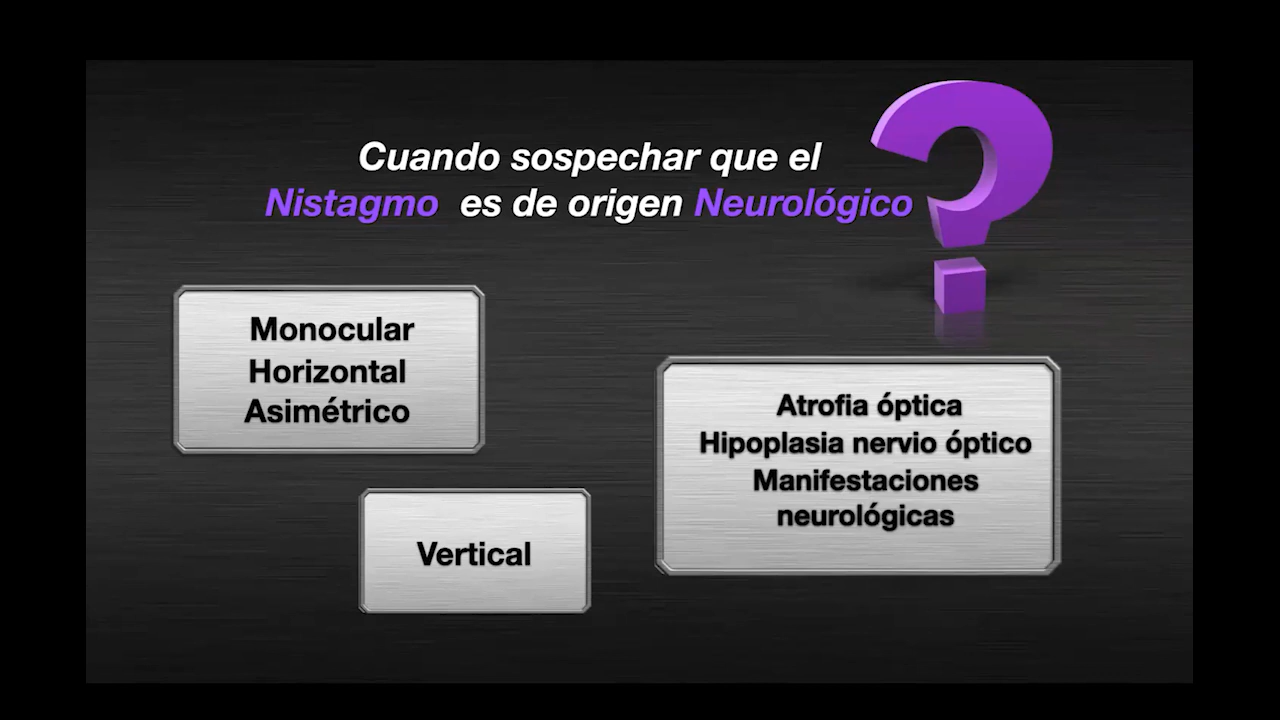 Cuando sospechar que el
Nistagmo es de origen Neurológico
?
Monocular
Horizontal
Asimétrico
Atrofia óptica
Hipoplasia nervio óptico
Manifestaciones
neurológicas
Vertical